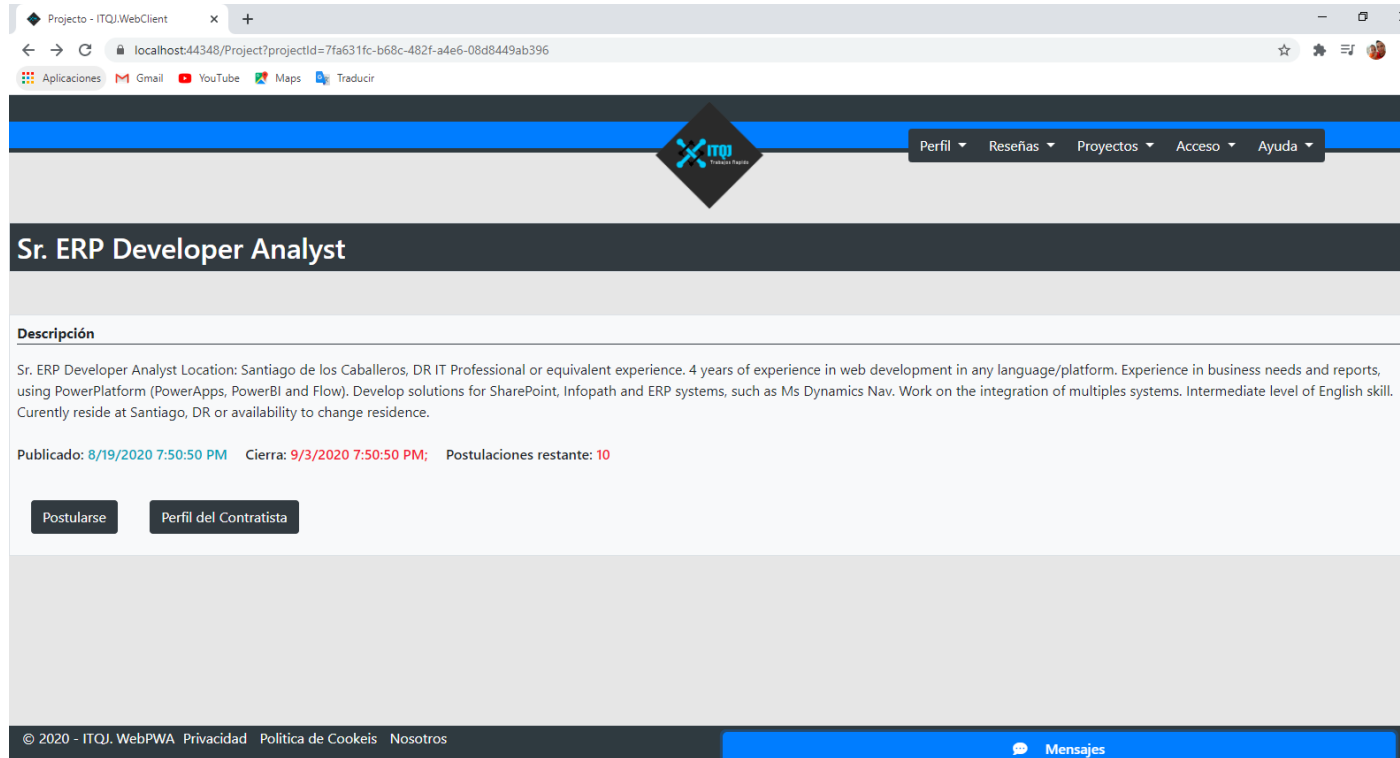 Projecto - ITQJ.WebClient
localhost:44348/Project?projectId=7fa631fc-b68c-482f-a4e6-08d8449ab396
Aplicaciones Gmail YouTube Maps Traducir
ITQJ
Trabajos Rapido
Perfil Reseñas Proyectos Acceso Ayuda
Sr. ERP Developer Analyst
Descripción
Sr. ERP Developer Analyst Location: Santiago de los Caballeros, DR IT Professional or equivalent experience. 4 years of experience in web development in any language/platform. Experience in business needs and reports,
using PowerPlatform (PowerApps, PowerBI and Flow). Develop solutions for SharePoint, Infopath and ERP systems, such as Ms Dynamics Nav. Work on the integration of multiple systems. Intermediate level of English skill.
Curently reside at Santiago, DR or availability to change residence.
Publicado: 8/19/2020 7:50:50 PM Cierra: 9/3/2020 7:50:50 PM; Postulaciones restante: 10
Postularse Perfil del Contratista
© 2020 - ITQJ. WebPWA Privacidad Politica de Cookeis Nosotros
Mensajes